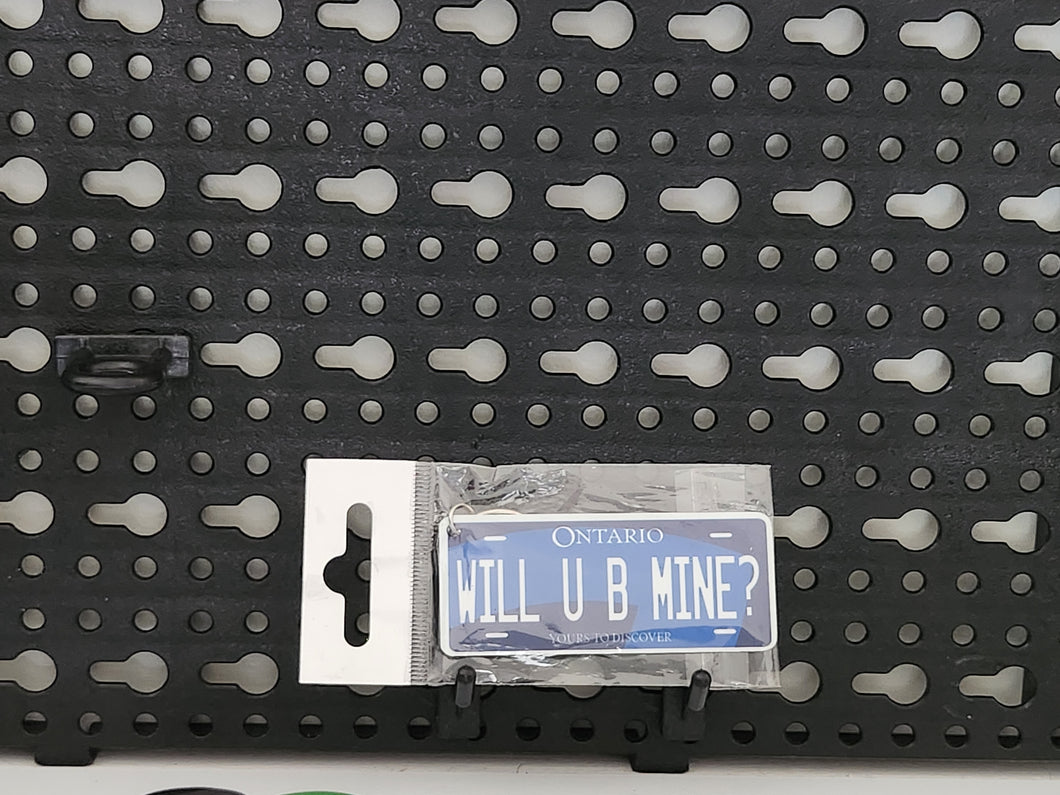 ONTARIO
WILL U B MINE?
YOURS TO DISCOVER